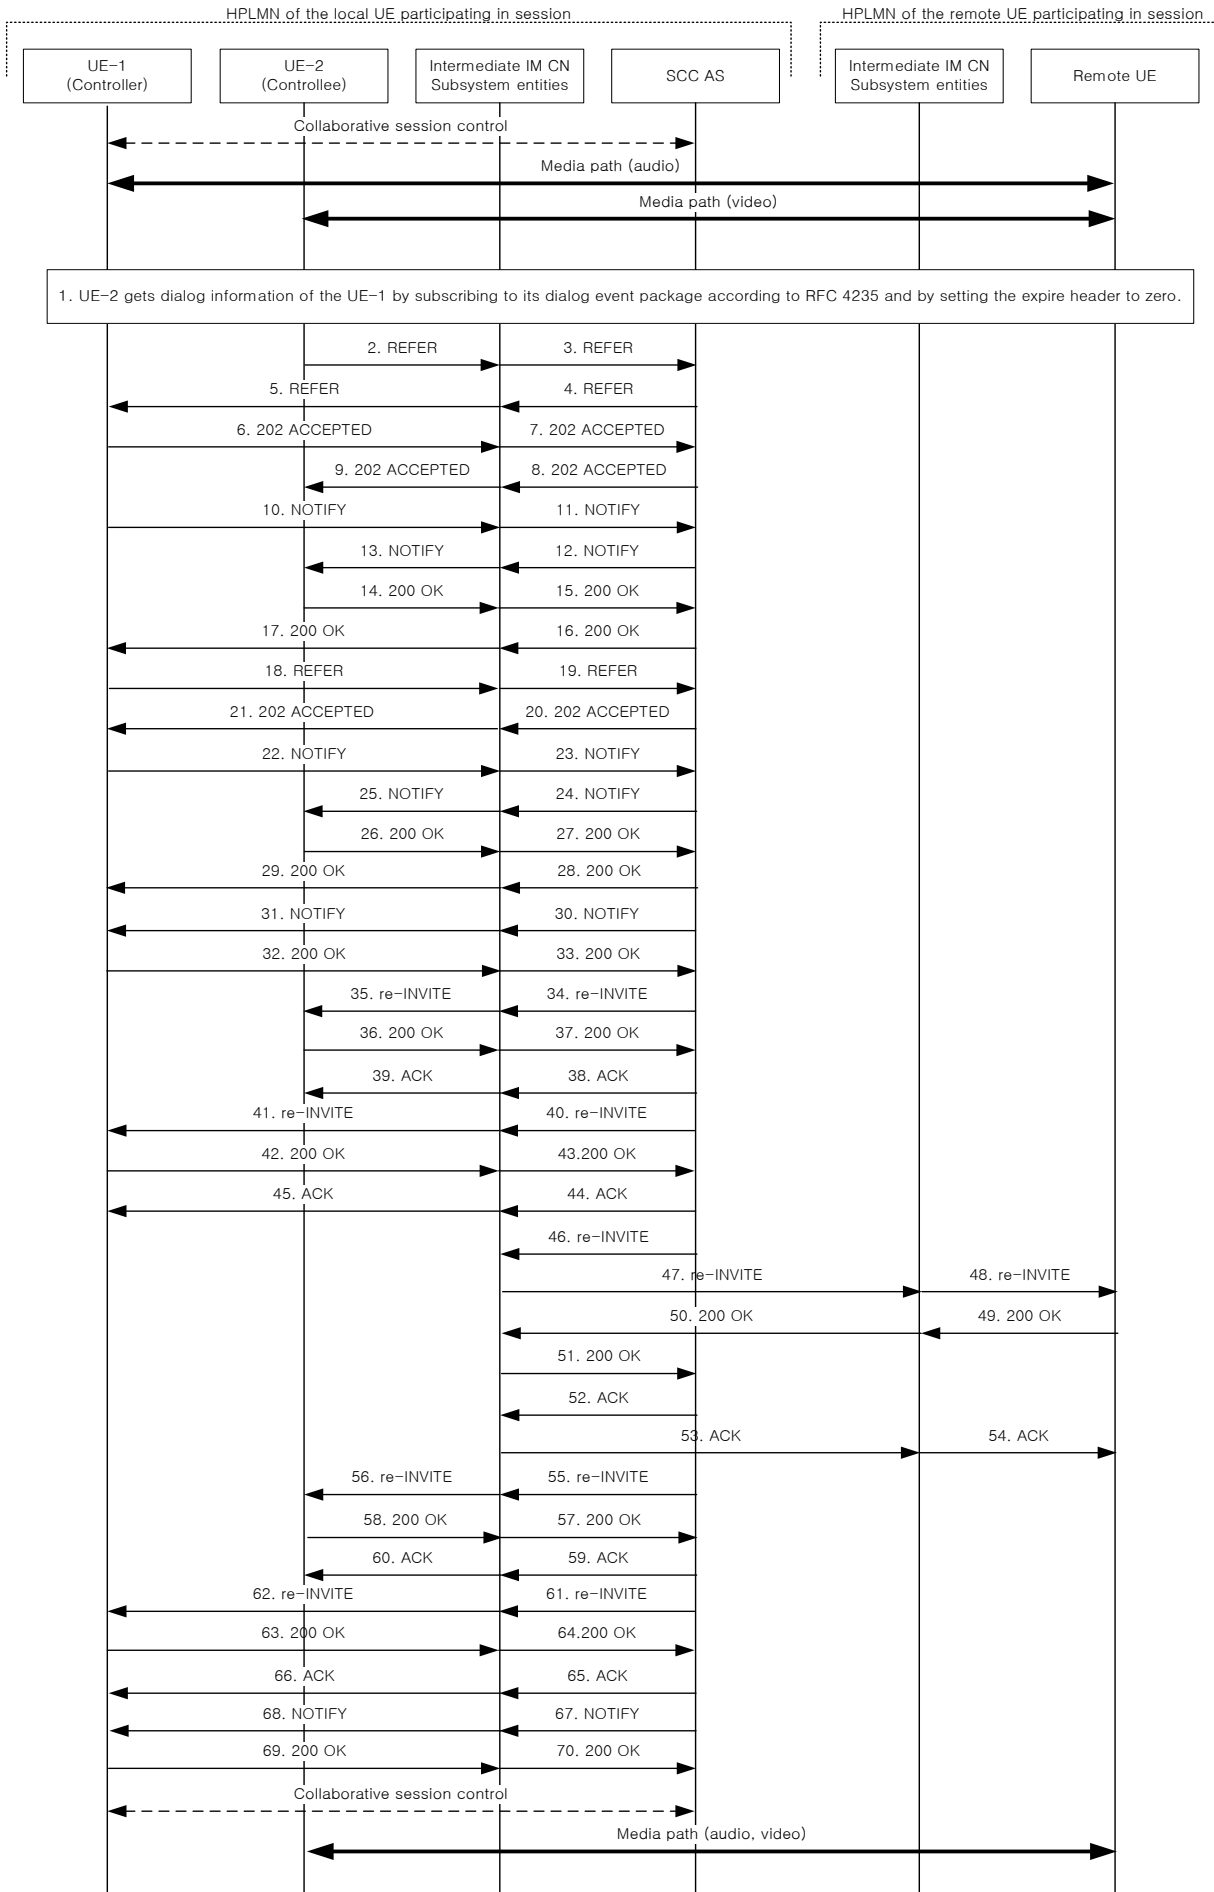 HPLMN of the local UE participating in session
HPLMN of the remote UE participating in session
UE-1
(Controller)
UE-2
(Controllee)
Intermediate IM CN
Subsystem entities
SCC AS
Intermediate IM CN
Subsystem entities
Remote UE
Collaborative session control
Media path (audio)
Media path (video)
1. UE-2 gets dialog information of the UE-1 by subscribing to its dialog event package according to RFC 4235 and by setting the expire header to zero.
2. REFER
3. REFER
5. REFER
4. REFER
6. 202 ACCEPTED
7. 202 ACCEPTED
9. 202 ACCEPTED
8. 202 ACCEPTED
10. NOTIFY
11. NOTIFY
13. NOTIFY
12. NOTIFY
14. 200 OK
15. 200 OK
17. 200 OK
16. 200 OK
18. REFER
19. REFER
21. 202 ACCEPTED
20. 202 ACCEPTED
22. NOTIFY
23. NOTIFY
25. NOTIFY
24. NOTIFY
26. 200 OK
27. 200 OK
29. 200 OK
28. 200 OK
31. NOTIFY
30. NOTIFY
32. 200 OK
33. 200 OK
35. re-INVITE
34. re-INVITE
36. 200 OK
37. 200 OK
39. ACK
38. ACK
41. re-INVITE
40. re-INVITE
42. 200 OK
43.200 OK
45. ACK
44. ACK
46. re-INVITE
47. re-INVITE
48. re-INVITE
50. 200 OK
49. 200 OK
51. 200 OK
52. ACK
53. ACK
54. ACK
56. re-INVITE
55. re-INVITE
58. 200 OK
57. 200 OK
60. ACK
59. ACK
62. re-INVITE
61. re-INVITE
63. 200 OK
64.200 OK
66. ACK
65. ACK
68. NOTIFY
67. NOTIFY
69. 200 OK
70. 200 OK
Collaborative session control
Media path (audio, video)